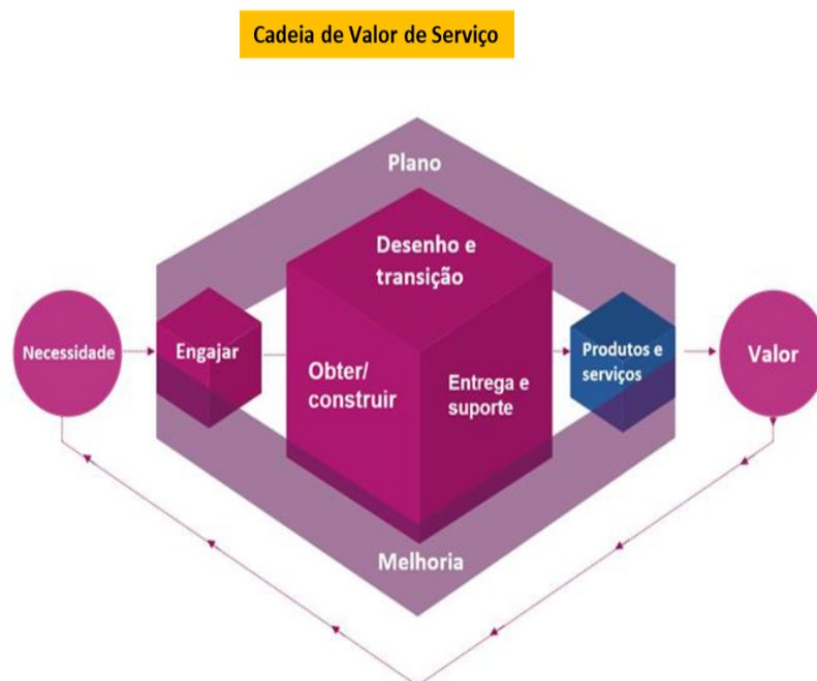 Cadeia de Valor de Serviço
Plano
Desenho e
transição
Necessidade
Engajar
Obter/
construir
Entrega e
suporte
Produtos e
serviços
Valor
Melhoria